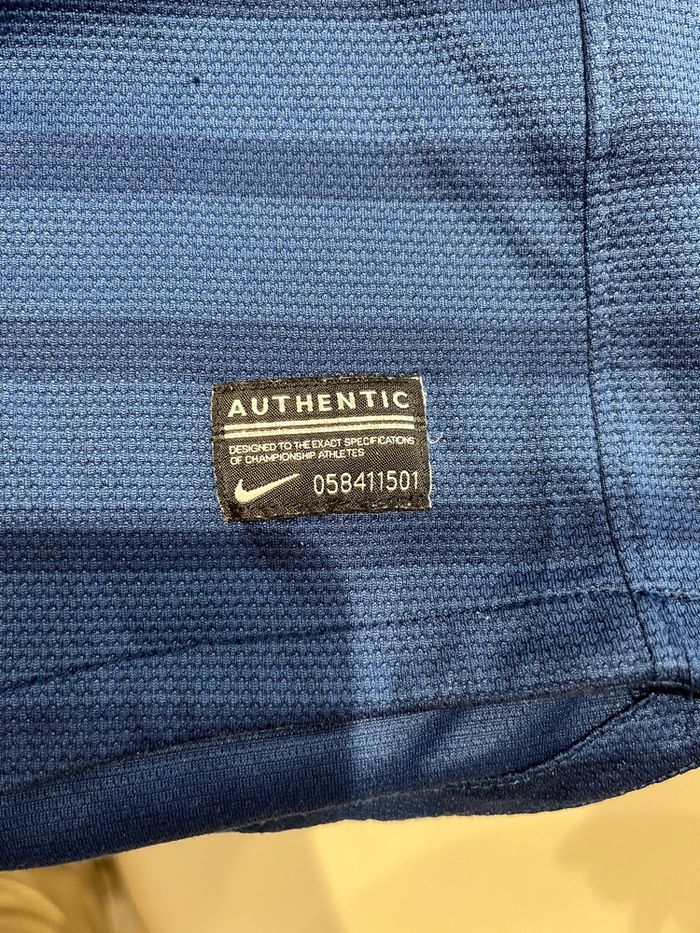 AUTHENTIC
DESIGNED TO THE EXACT SPECIFICATIONS
OF CHAMPIONSHIP ATHLETES
058411501